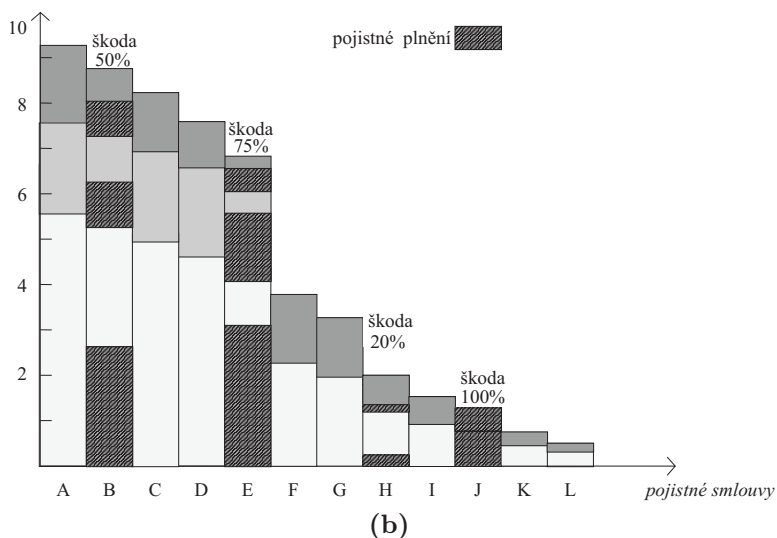 10
škoda
50%
pojistné plnění
8
škoda
75%
6
4
škoda
20%
škoda
100%
2
A B C D E F G H I J K L pojistné smlouvy
(b)